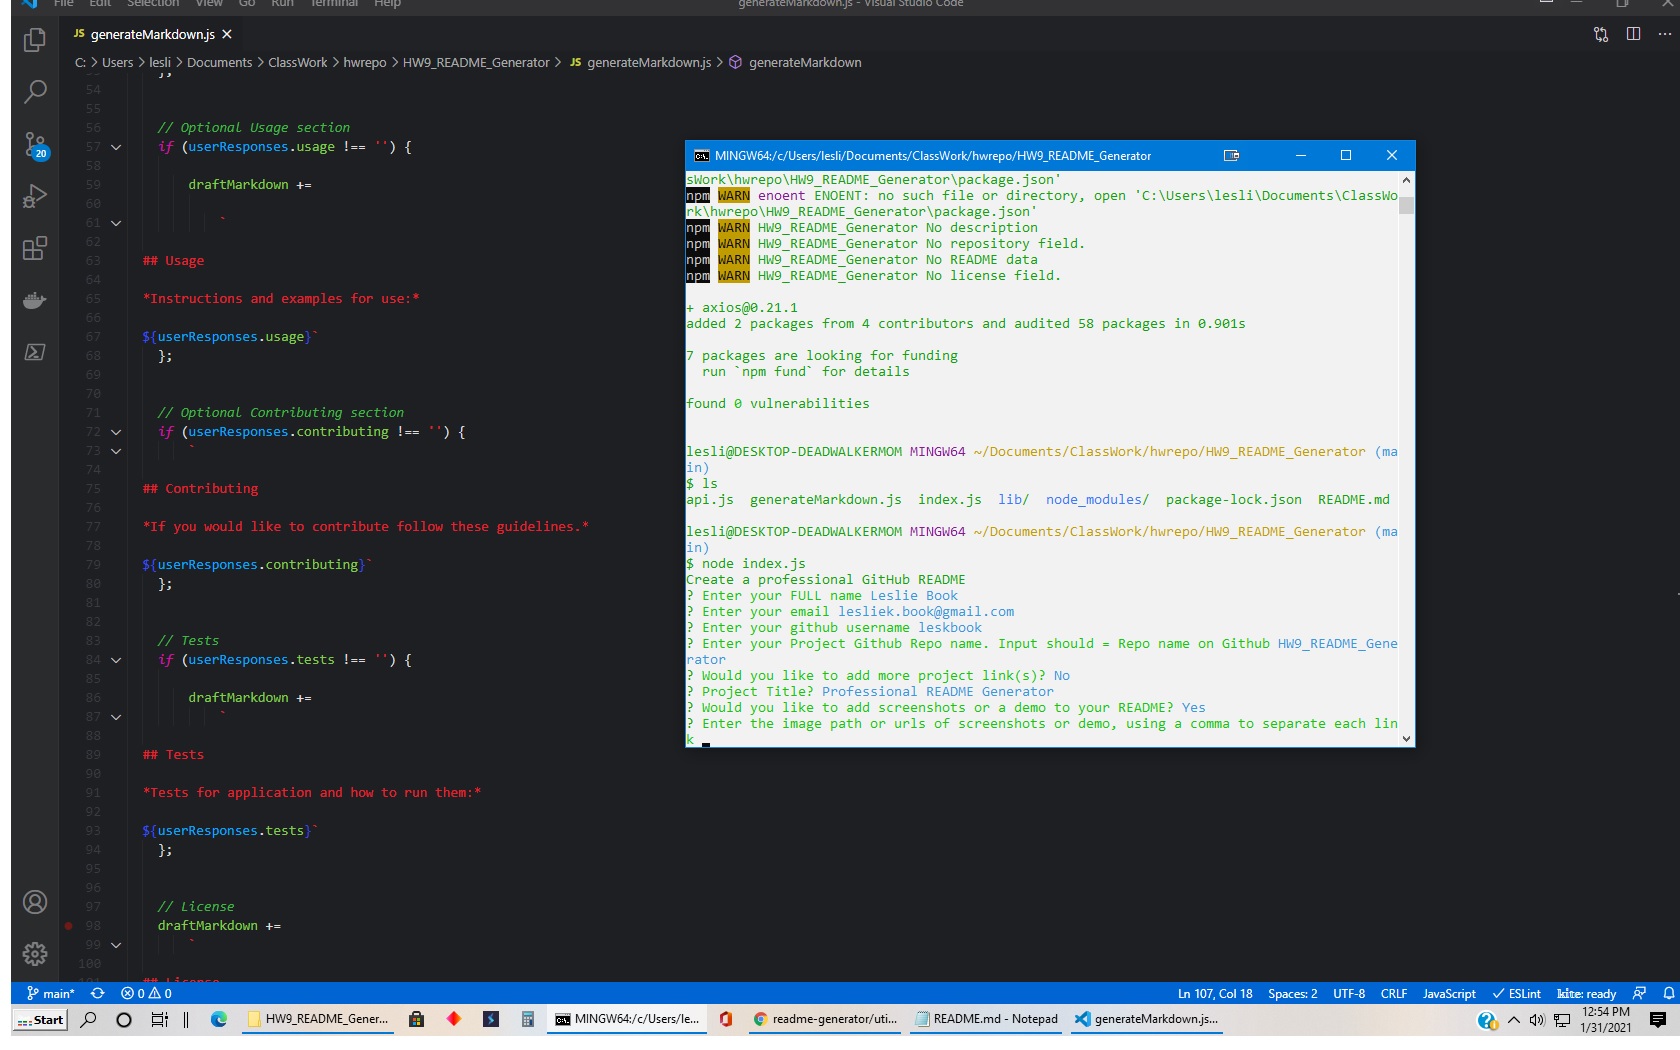 File Edit Selection View Go Run Terminal Help
generateMarkdown.js - Visual Studio Code
JS generateMarkdown.js ×
C: > Users > lesli > Documents > ClassWork > hwrepo > HW9_README_Generator > JS generateMarkdown.js > generateMarkdown
};
54
55
56 // Optional Usage section
57 if (userResponses.usage !== '') {
58
59 draftMarkdown +=
60
61 `
62
63 ## Usage
64
65 *Instructions and examples for use:*
66
67 ${userResponses.usage}`
68 };
69
70
71 // Optional Contributing section
72 if (userResponses.contributing !== '') {
73 `
74
75 ## Contributing
76
77 *If you would like to contribute follow these guidelines.*
78
79 ${userResponses.contributing}`
80 };
81
82
83 // Tests
84 if (userResponses.tests !== '') {
85
86 draftMarkdown +=
87 `
88
89 ## Tests
90
91 *Tests for application and how to run them:*
92
93 ${userResponses.tests}`
94 };
95
96
97 // License
98 draftMarkdown +=
99 `
100
101 ## License
20
MINGW64:/c/Users/lesli/Documents/ClassWork/hwrepo/HW9_README_Generator
sWork\hwrepo\HW9_README_Generator\package.json'
npm WARN enoent ENOENT: no such file or directory, open 'C:\Users\lesli\Documents\ClassWo
rk\hwrepo\HW9_README_Generator\package.json'
npm WARN HW9_README_Generator No description
npm WARN HW9_README_Generator No repository field.
npm WARN HW9_README_Generator No README data
npm WARN HW9_README_Generator No license field.
+ axios@0.21.1
added 2 packages from 4 contributors and audited 58 packages in 0.901s
7 packages are looking for funding
run `npm fund` for details
found 0 vulnerabilities
lesli@DESKTOP-DEADWALKERMOM MINGW64 ~/Documents/ClassWork/hwrepo/HW9_README_Generator (ma
in)
$ ls
api.js generateMarkdown.js index.js lib/ node_modules/ package-lock.json README.md
lesli@DESKTOP-DEADWALKERMOM MINGW64 ~/Documents/ClassWork/hwrepo/HW9_README_Generator (ma
in)
$ node index.js
Create a professional GitHub README
? Enter your FULL name Leslie Book
? Enter your email lesliek.book@gmail.com
? Enter your github username leskbook
? Enter your Project Github Repo name. Input should = Repo name on Github HW9_README_Gene
rator
? Would you like to add more project link(s)? No
? Project Title? Professional README Generator
? Would you like to add screenshots or a demo to your README? Yes
? Enter the image path or urls of screenshots or demo, using a comma to separate each lin
k
main* 0 0 Ln 107, Col 18 Spaces: 2 UTF-8 CRLF JavaScript ESLint kite: ready
Start HW9_README_Gener... MINGW64:/c/Users/le... readme-generator/uti... README.md - Notepad generateMarkdown.js... 12:54 PM
1/31/2021